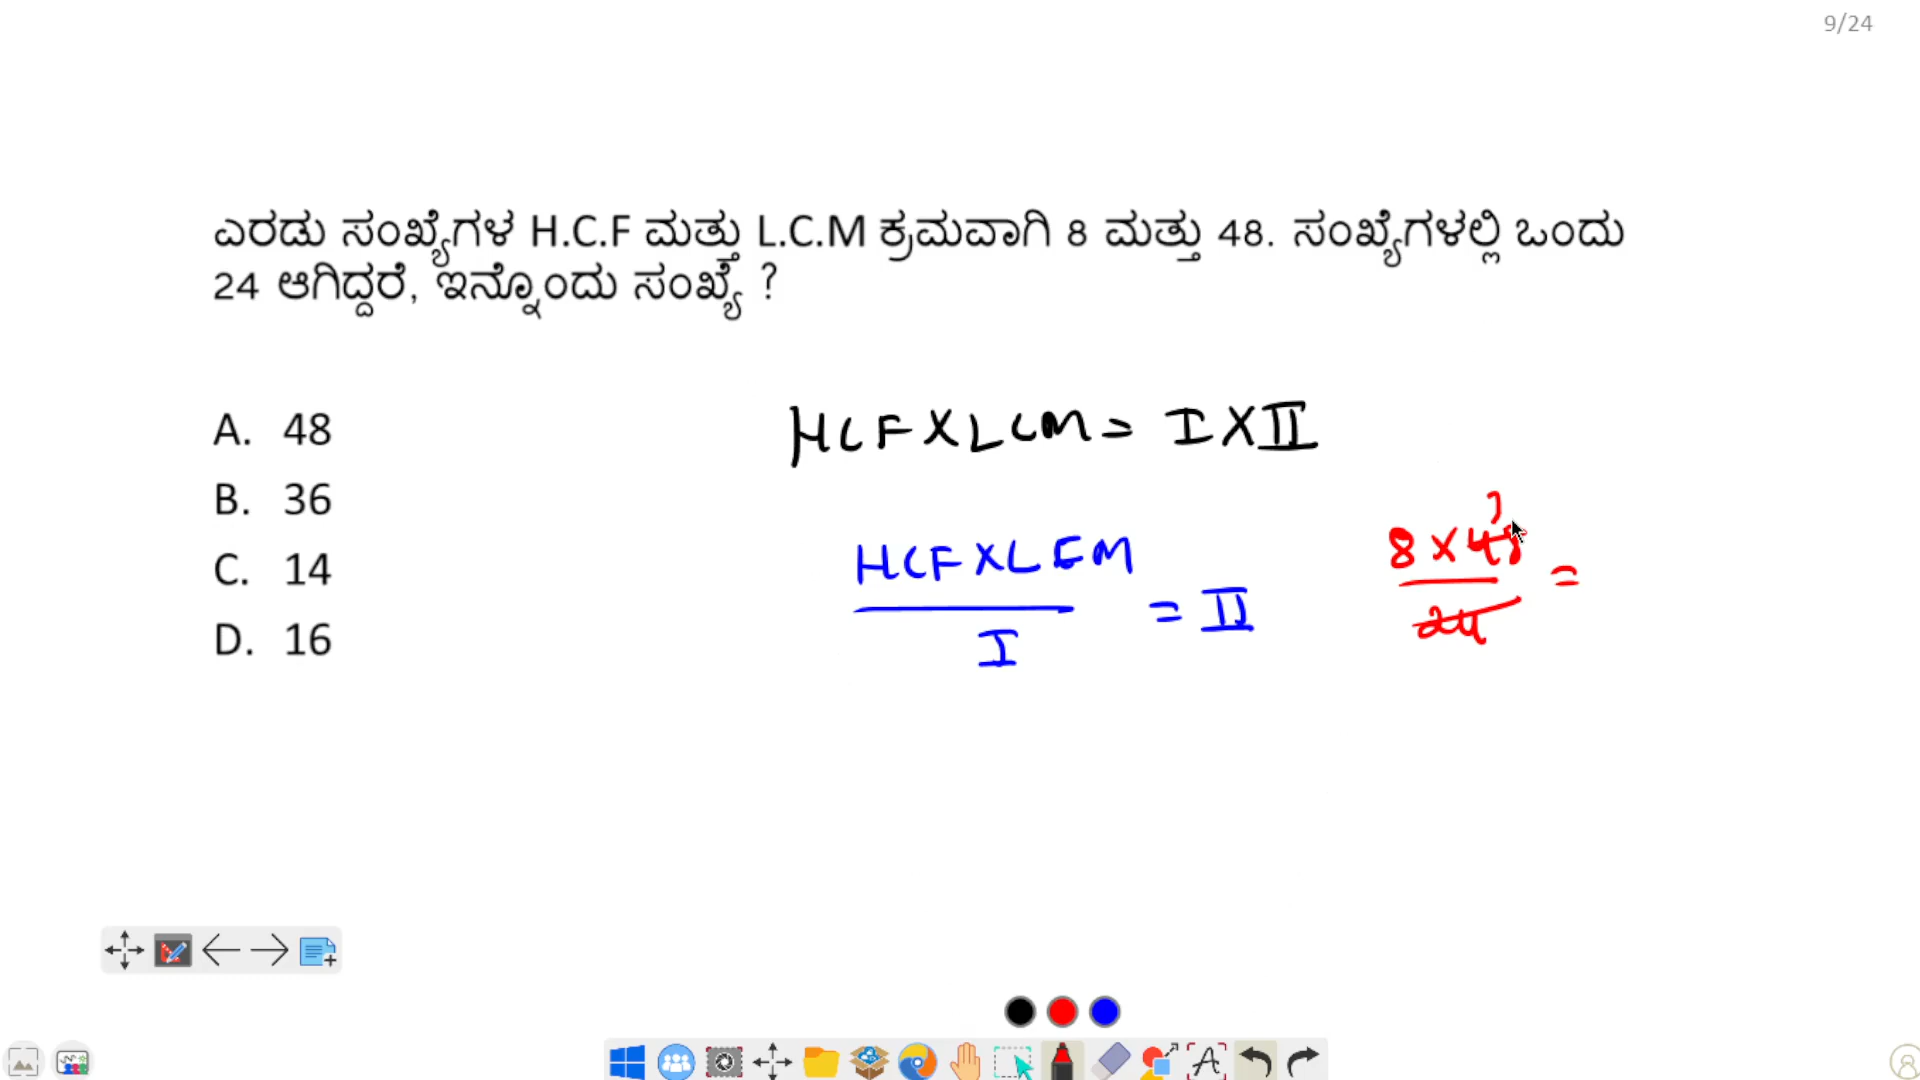 9/24
ಎರಡು ಸಂಖ್ಯೆಗಳ H.C.F ಮತ್ತು L.C.M ಕ್ರಮವಾಗಿ 8 ಮತ್ತು 48. ಸಂಖ್ಯೆಗಳಲ್ಲಿ ಒಂದು
24 ಆಗಿದ್ದರೆ, ಇನ್ನೊಂದು ಸಂಖ್ಯೆ ?
A. 48
B. 36
C. 14
D. 16
HCF X LCM = I X II
HCF X LCM
I
= II
8 X 48
24
=